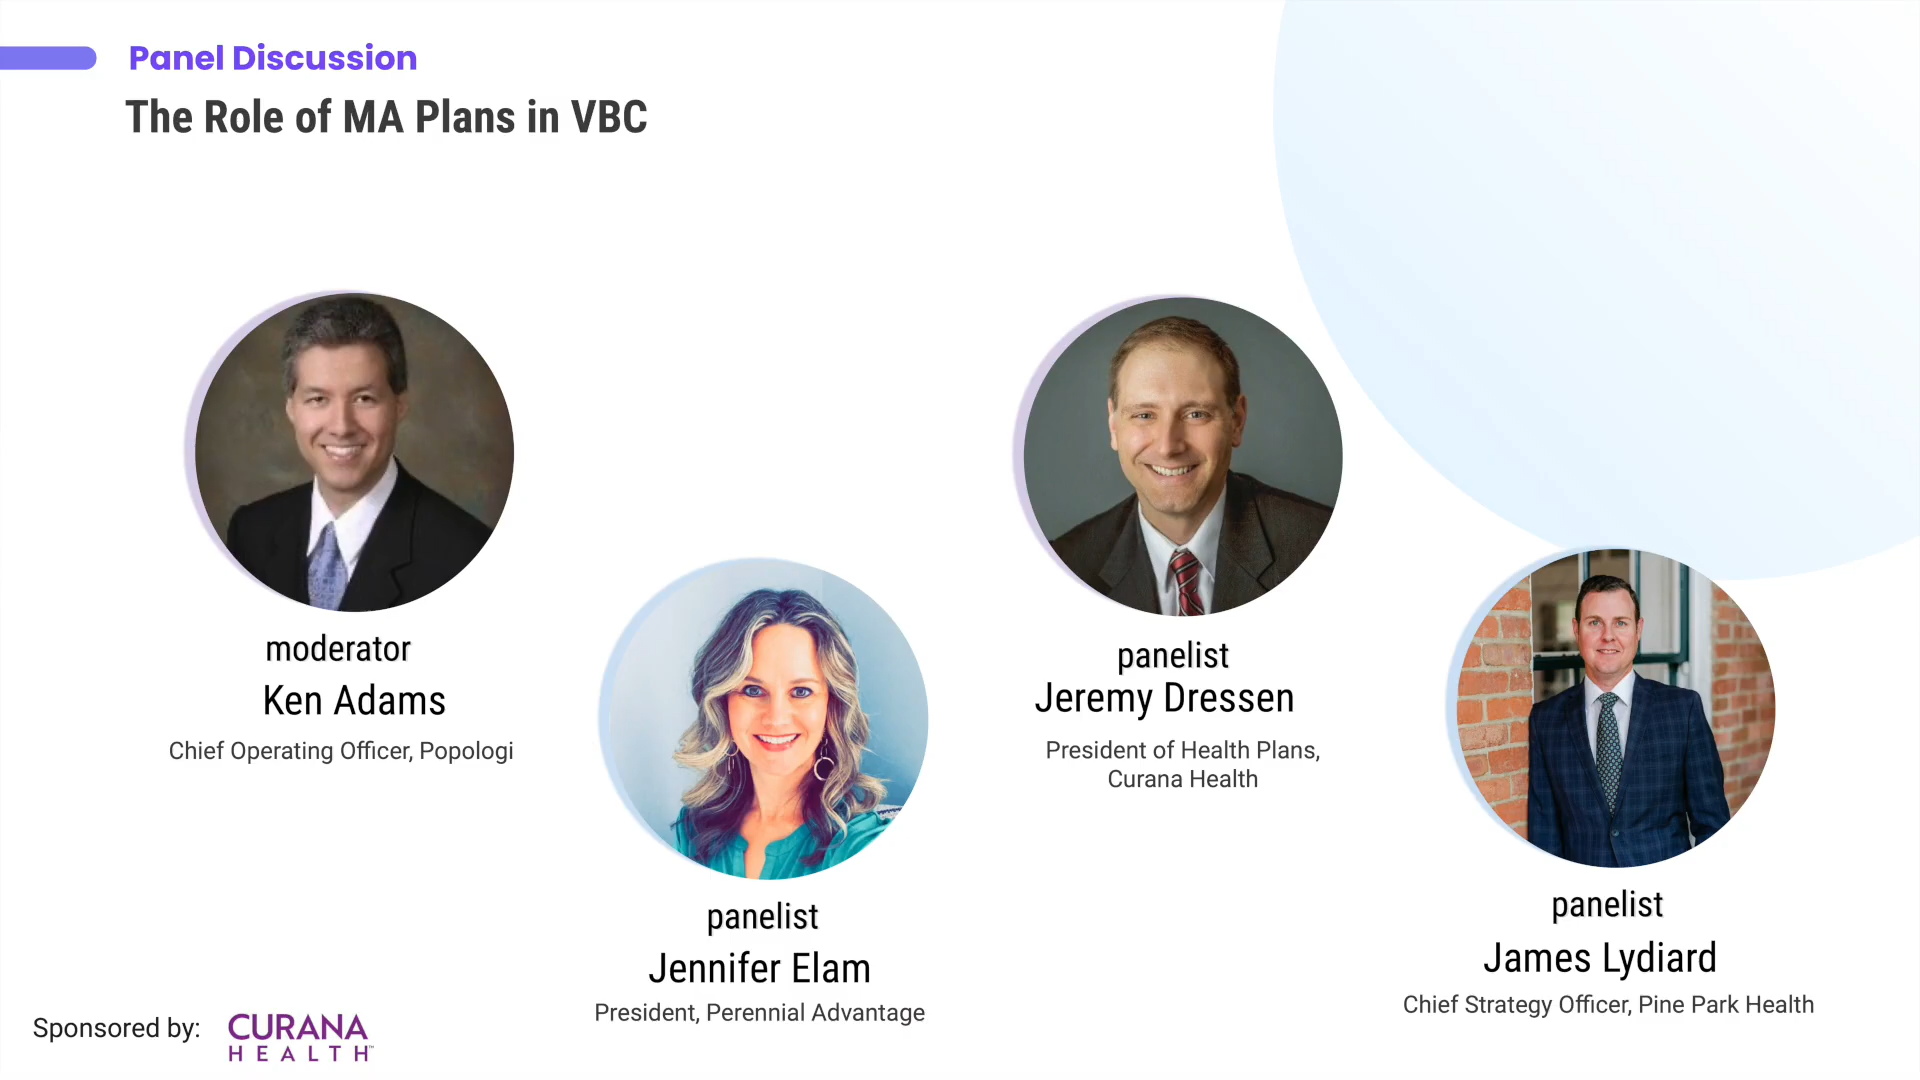 Panel Discussion
The Role of MA Plans in VBC
moderator
Ken Adams
Chief Operating Officer, Popologi
panelist
Jennifer Elam
President, Perennial Advantage
panelist
Jeremy Dressen
President of Health Plans,
Curana Health
panelist
James Lydiard
Chief Strategy Officer, Pine Park Health
Sponsored by:
CURANA
HEALTH™